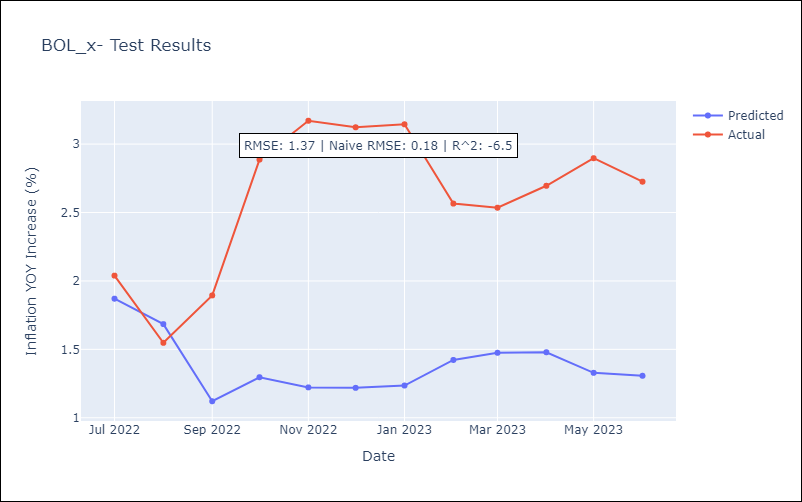 BOL_x- Test Results
Predicted
Actual
RMSE: 1.37 | Naive RMSE: 0.18 | R^2: -6.5
Inflation YOY Increase (%)
3
2.5
2
1.5
1
Jul 2022 Sep 2022 Nov 2022 Jan 2023 Mar 2023 May 2023
Date